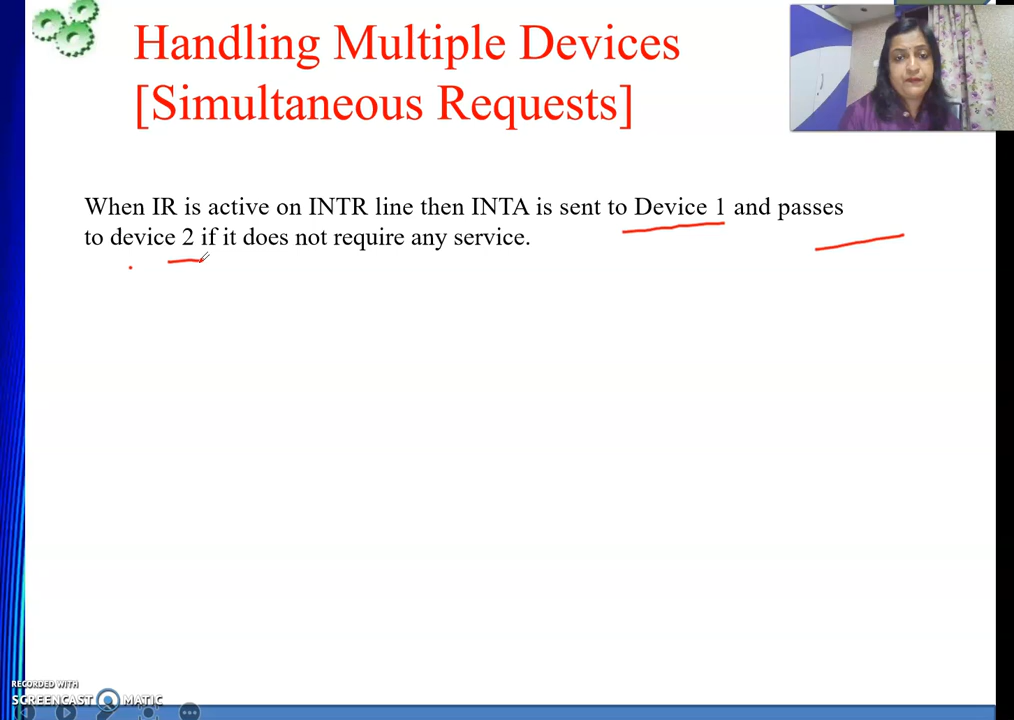 Handling Multiple Devices
[Simultaneous Requests]
When IR is active on INTR line then INTA is sent to Device 1 and passes
to device 2 if it does not require any service.
RECORDED WITH
SCREENCAST MATIC